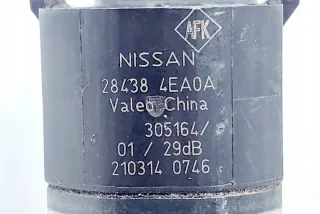 AFK
NISSAN
28438 4EA0A
Valeo China
305164/
01 / 29dB
210314 0746